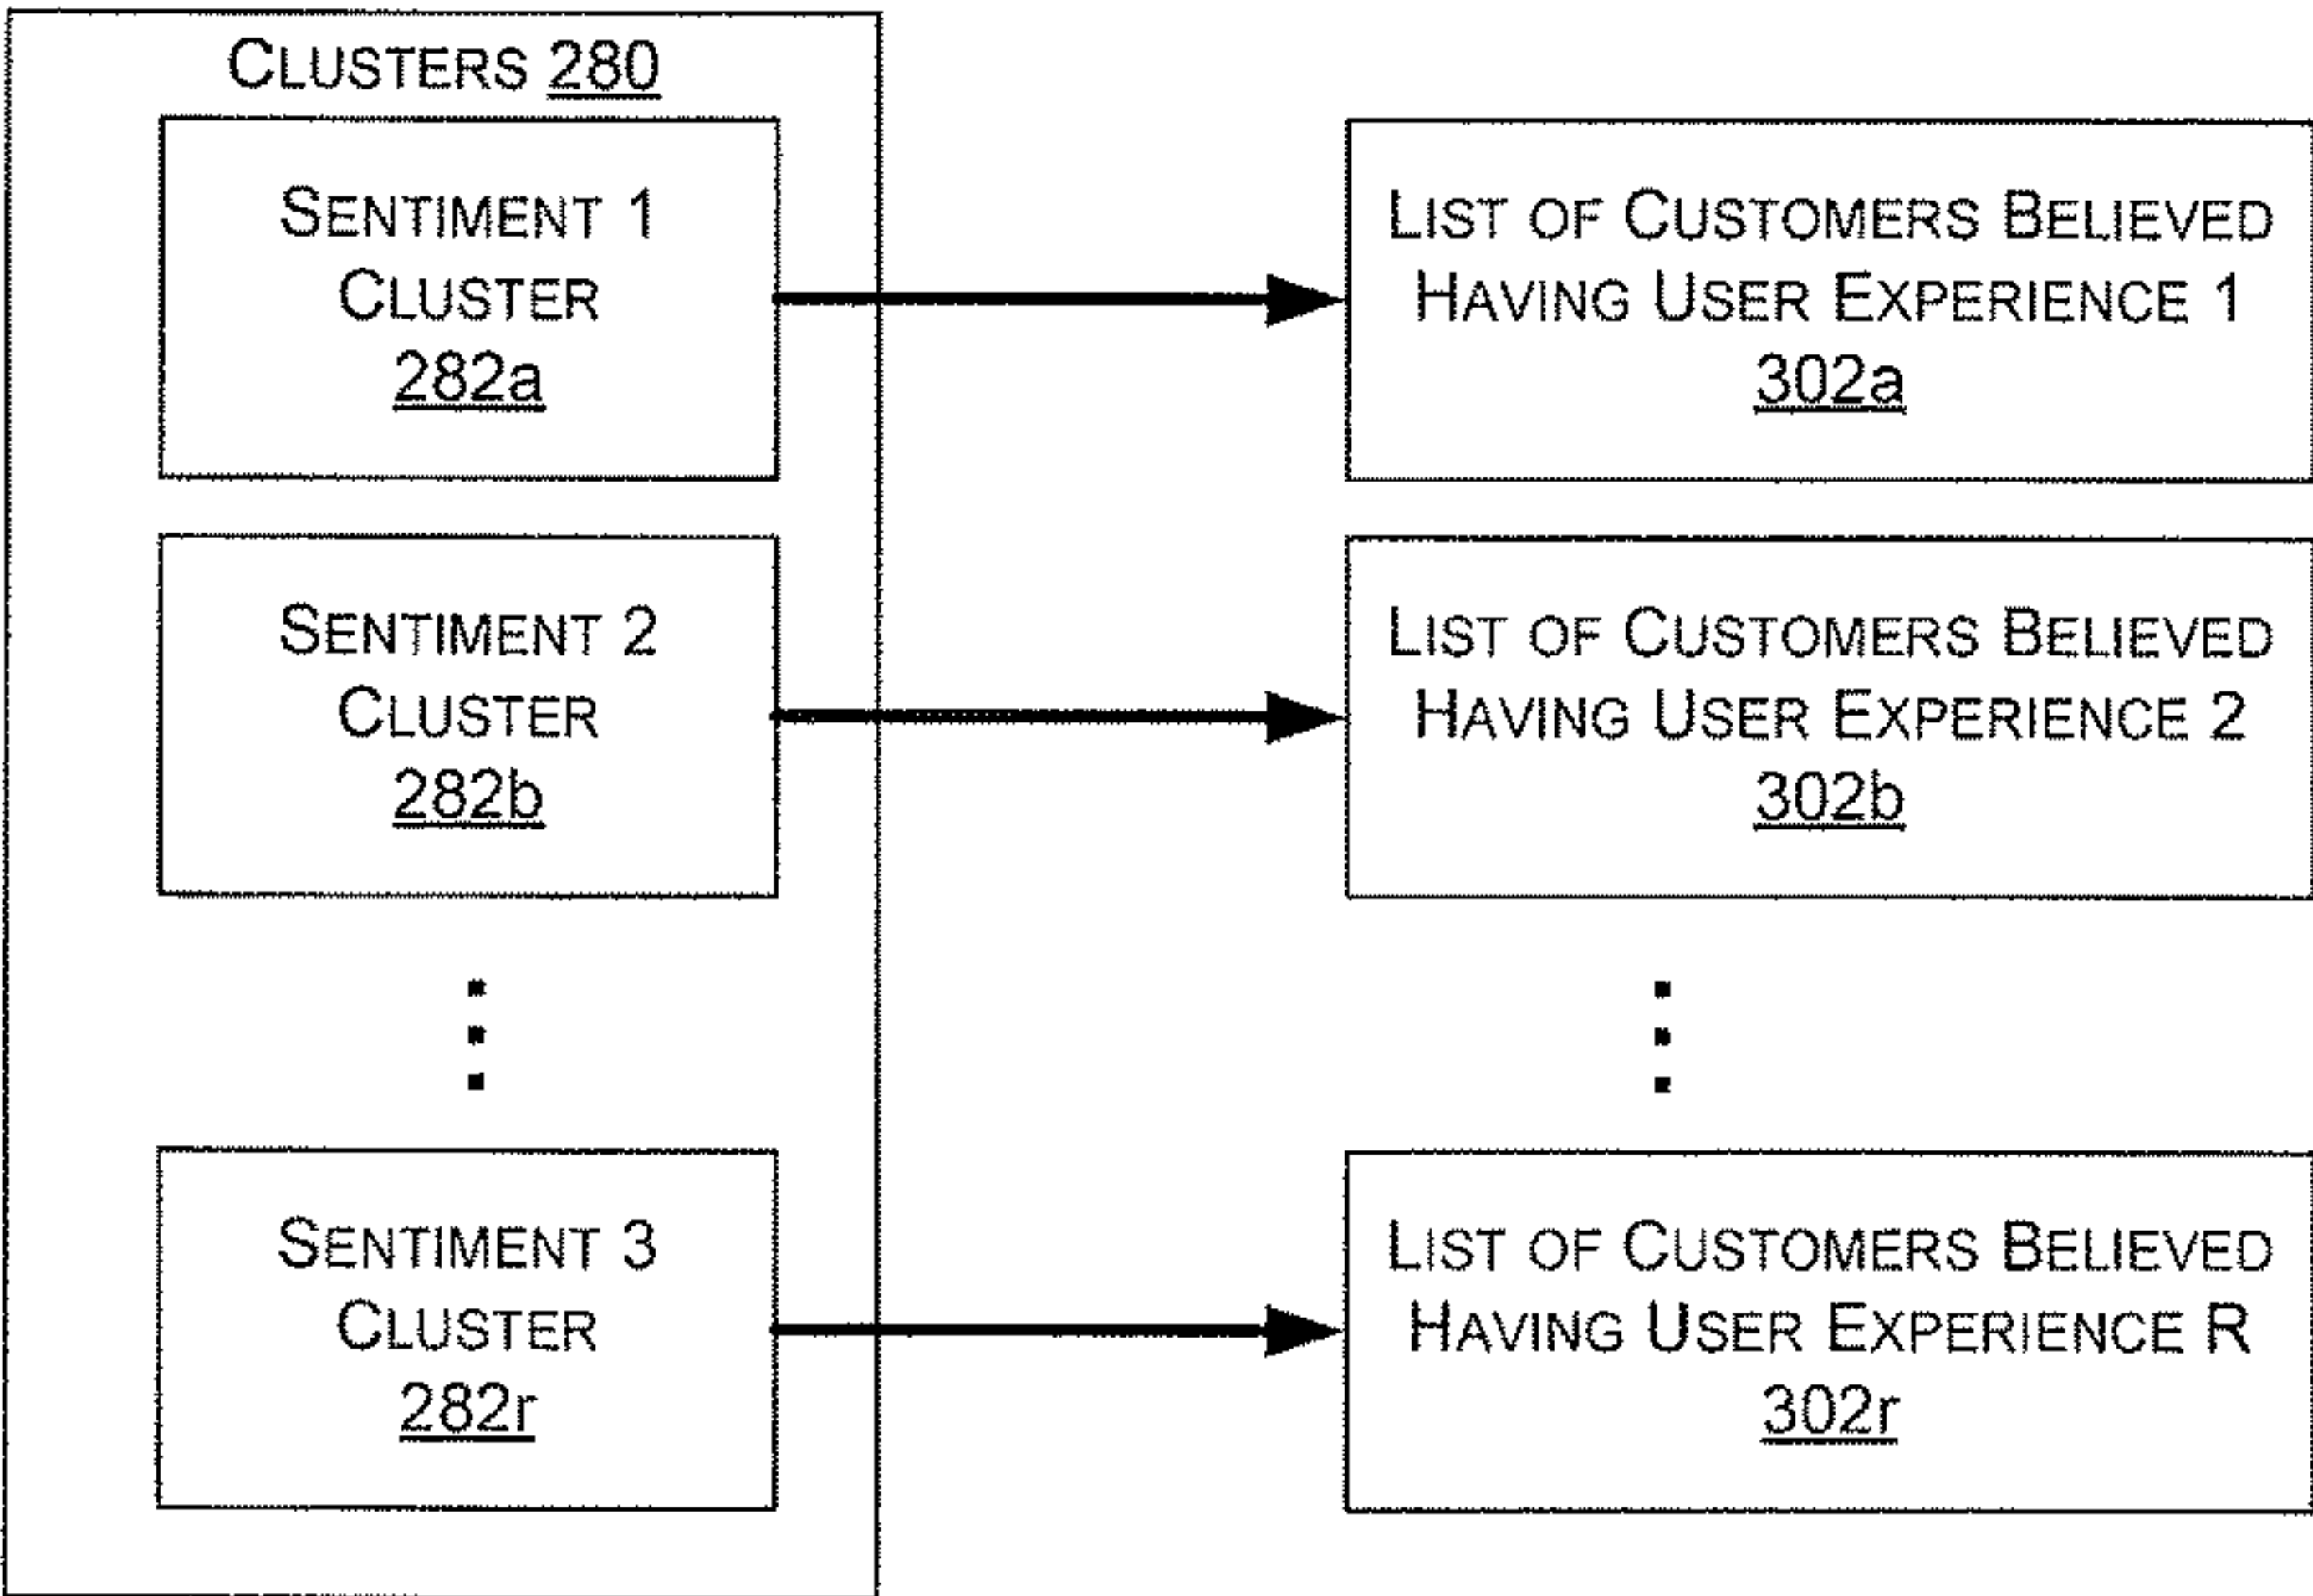 CLUSTERS 280
SENTIMENT 1
CLUSTER
282a
LIST OF CUSTOMERS BELIEVED
HAVING USER EXPERIENCE 1
302a
SENTIMENT 2
CLUSTER
282b
LIST OF CUSTOMERS BELIEVED
HAVING USER EXPERIENCE 2
302b
SENTIMENT 3
CLUSTER
282r
LIST OF CUSTOMERS BELIEVED
HAVING USER EXPERIENCE R
302r